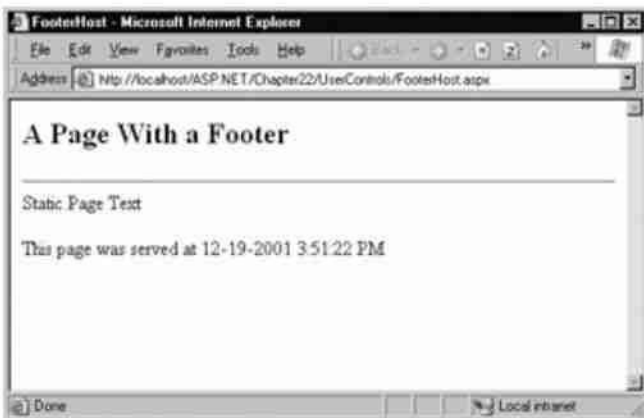 FooterHost - Microsoft Internet Explorer
File Edit View Favorites Tools Help Back »
Address http://localhost/ASP.NET/Chapter22/UserControls/FooterHost.aspx
A Page With a Footer
Static Page Text
This page was served at 12-19-2001 3:51:22 PM
Done Local intranet